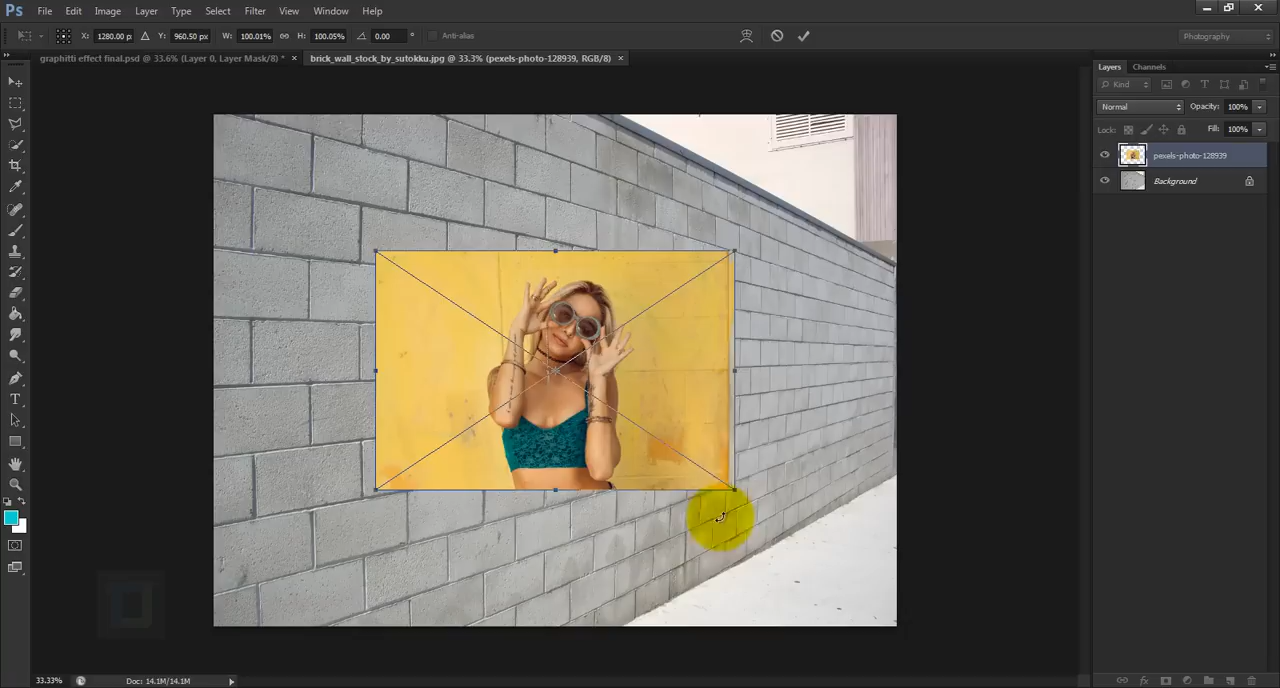 Ps File Edit Image Layer Type Select Filter View Window Help
X: 1280.00 px Y: 960.50 px W: 100.01% H: 100.05% 0.00 ° Anti-alias Photography
graphitti effect final.psd @ 33.6% (Layer 0, Layer Mask/8) * × brick_wall_stock_by_sutokku.jpg @ 33.3% (pexels-photo-128939, RGB/8) ×
Layers Channels
Kind
Normal Opacity: 100%
Lock: Fill: 100%
pexels-photo-128939
Background
33.33% Doc: 14.1M/14.1M